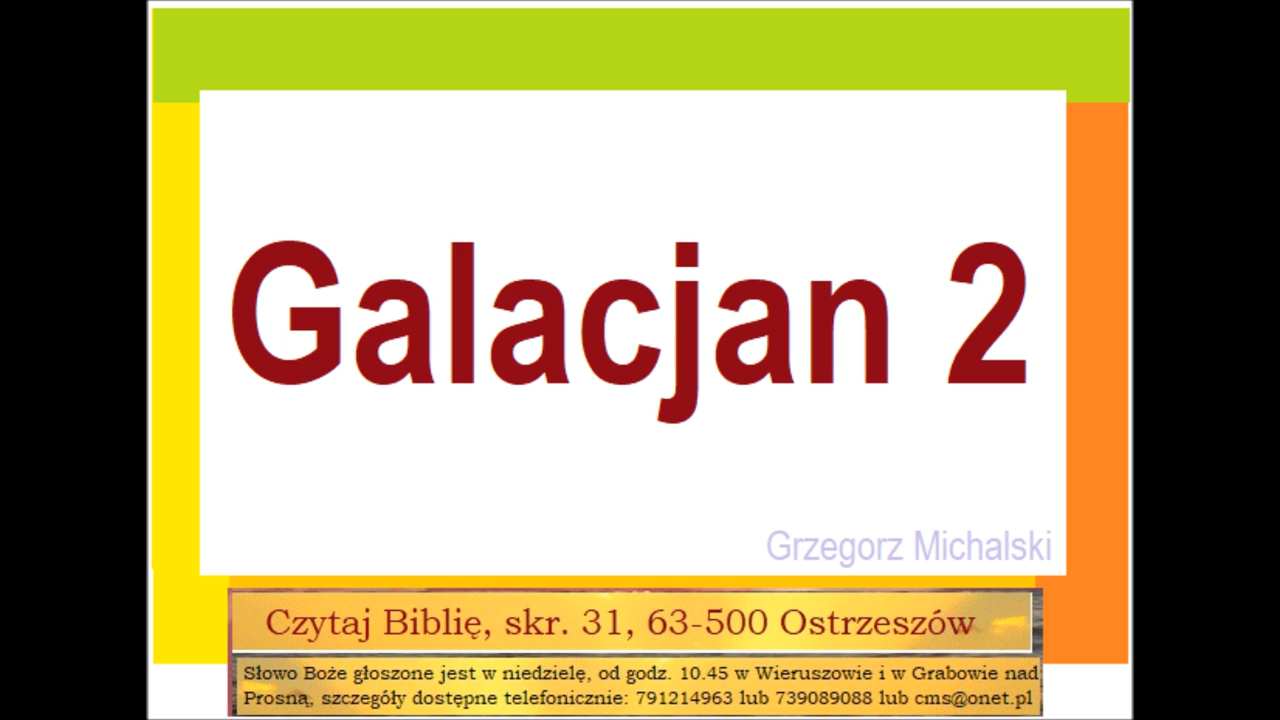 Galacjan 2
Grzegorz Michalski
Czytaj Biblię, skr. 31, 63-500 Ostrzeszów
Słowo Boże głoszone jest w niedzielę, od godz. 10.45 w Wieruszowie i w Grabowie nad
Prosną, szczegóły dostępne telefonicznie: 791214963 lub 739089088 lub cms@onet.pl